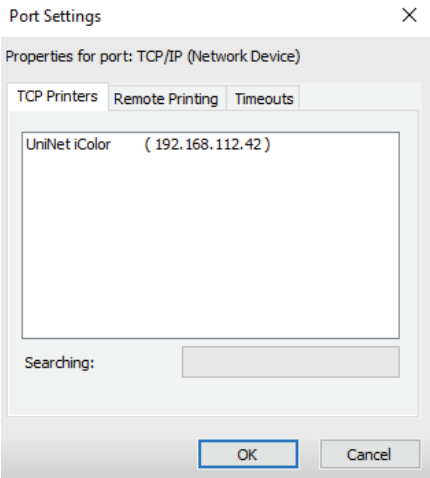 Port Settings
Properties for port: TCP/IP (Network Device)
TCP Printers Remote Printing Timeouts
UniNet iColor ( 192.168.112.42 )
Searching:
OK Cancel